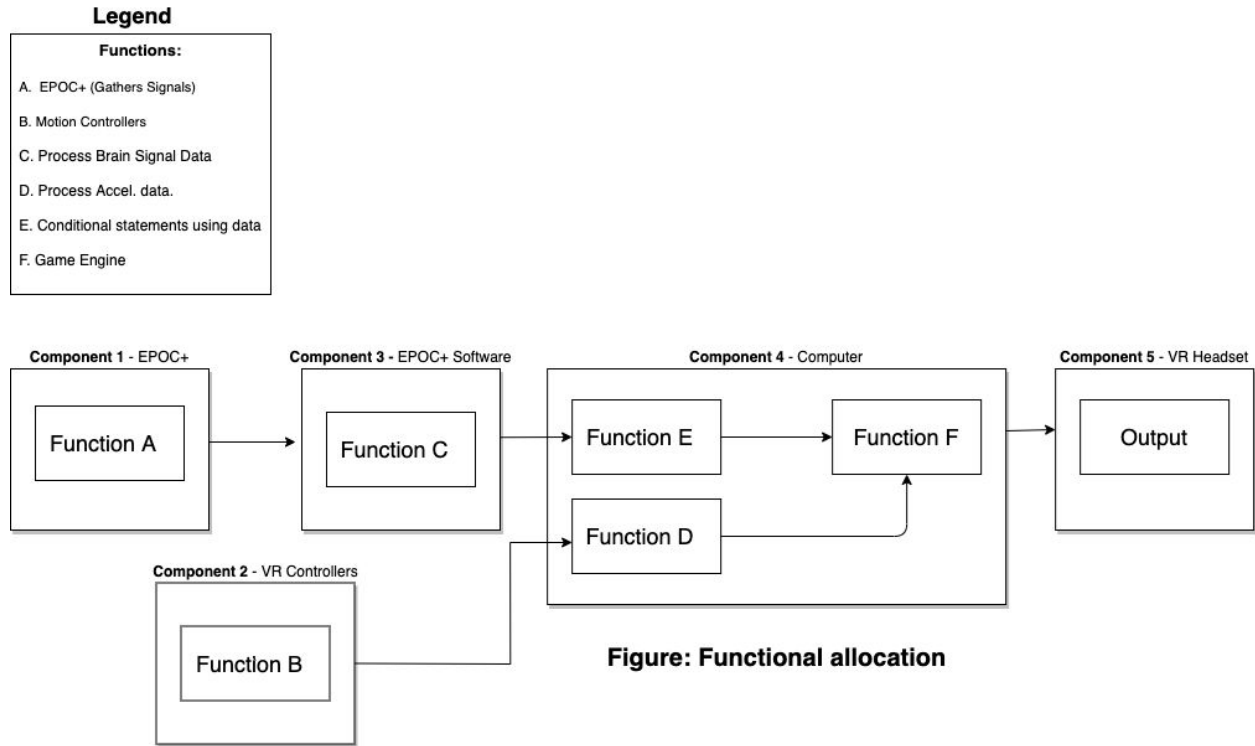 Legend
Functions:
A. EPOC+ (Gathers Signals)
B. Motion Controllers
C. Process Brain Signal Data
D. Process Accel. data.
E. Conditional statements using data
F. Game Engine
Component 1 - EPOC+
Function A
Component 3 - EPOC+ Software
Function C
Component 4 - Computer
Function E
Function F
Function D
Component 5 - VR Headset
Output
Component 2 - VR Controllers
Function B
Figure: Functional allocation